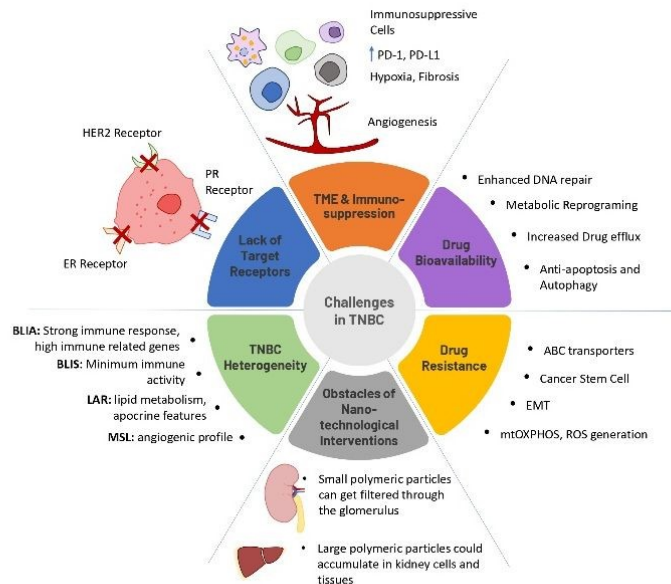 Immunosuppressive
Cells
↑ PD-1, PD-L1
Hypoxia, Fibrosis
Angiogenesis
HER2 Receptor
PR
Receptor
ER Receptor
TME & Immuno-
suppression
Lack of
Target
Receptors
Drug
Bioavailability
• Enhanced DNA repair
• Metabolic Reprograming
• Increased Drug efflux
• Anti-apoptosis and
Autophagy
Challenges
in TNBC
BLIA: Strong immune response, •
high immune related genes
BLIS: Minimum immune •
activity
LAR: lipid metabolism, •
apocrine features
MSL: angiogenic profile •
TNBC
Heterogeneity
Drug
Resistance
• ABC transporters
• Cancer Stem Cell
• EMT
• mtOXPHOS, ROS generation
Obstacles of
Nano-
technological
Interventions
• Small polymeric particles
can get filtered through
the glomerulus
• Large polymeric particles could
accumulate in kidney cells and
tissues